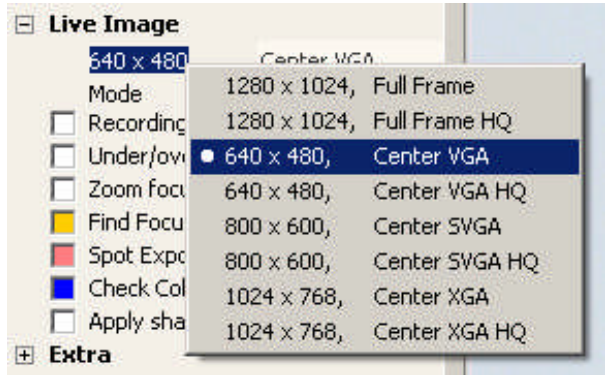 Live Image
640 x 480 Center VGA
Mode
Recording
Under/ov
Zoom focu
Find Focu
Spot Expo
Check Col
Apply sha
Extra
1280 x 1024, Full Frame
1280 x 1024, Full Frame HQ
640 x 480, Center VGA
640 x 480, Center VGA HQ
800 x 600, Center SVGA
800 x 600, Center SVGA HQ
1024 x 768, Center XGA
1024 x 768, Center XGA HQ